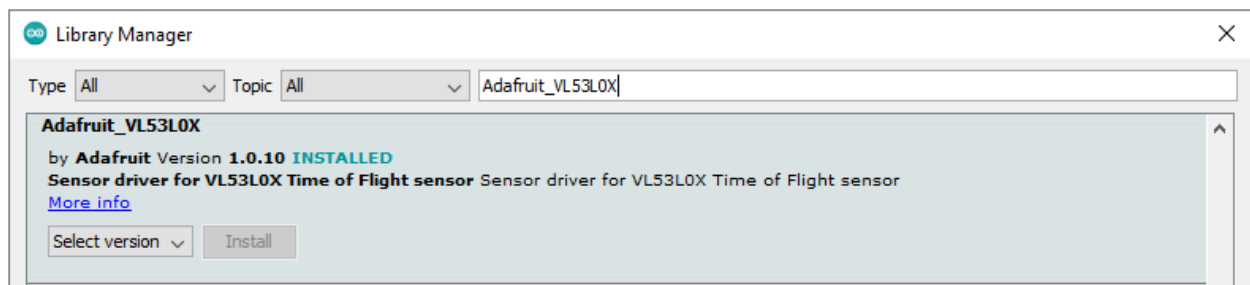 Library Manager
Type All Topic All Adafruit_VL53L0X
Adafruit_VL53L0X
by Adafruit Version 1.0.10 INSTALLED
Sensor driver for VL53L0X Time of Flight sensor Sensor driver for VL53L0X Time of Flight sensor
More info
Select version Install